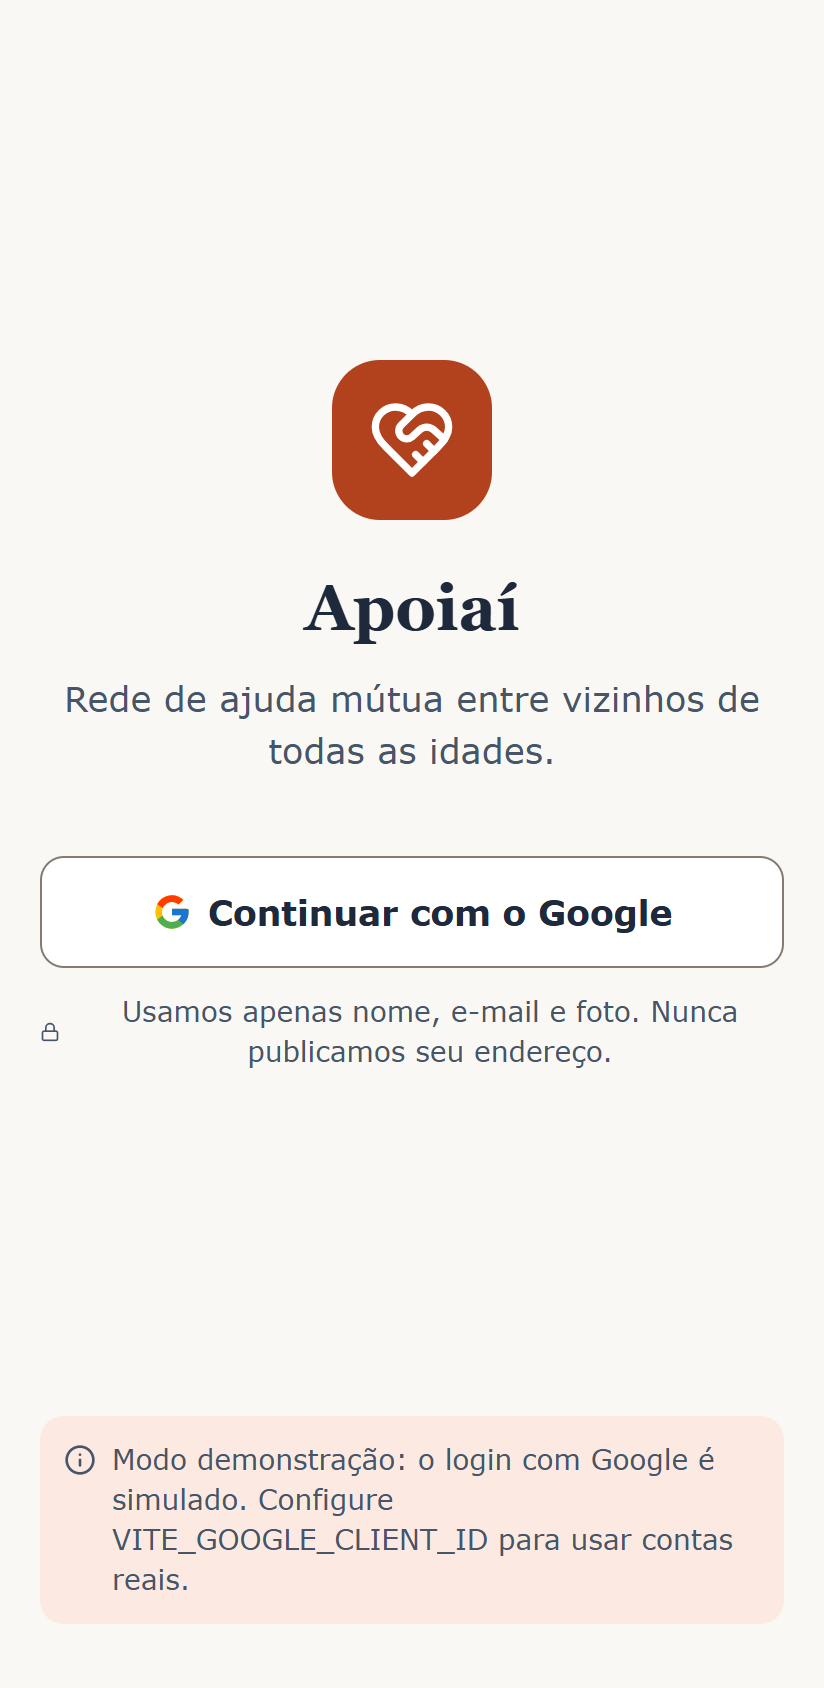 Apoiaí
Rede de ajuda mútua entre vizinhos de
todas as idades.
Continuar com o Google
Usamos apenas nome, e-mail e foto. Nunca
publicamos seu endereço.
Modo demonstração: o login com Google é
simulado. Configure
VITE_GOOGLE_CLIENT_ID para usar contas
reais.